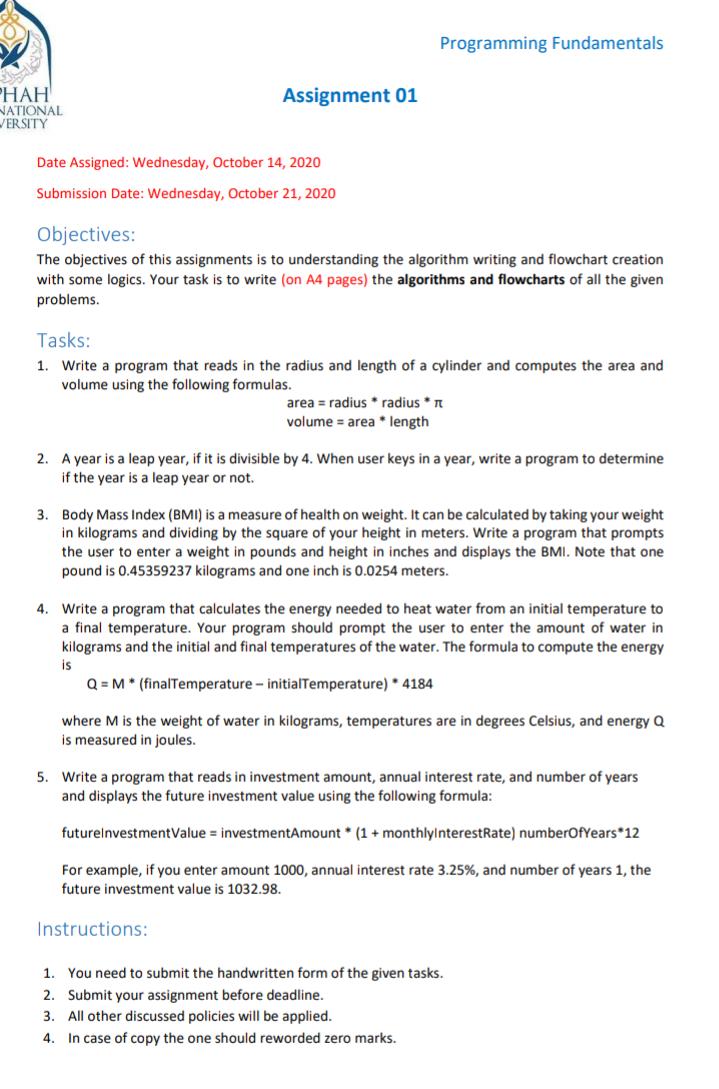 Programming Fundamentals
Assignment 01
PHAH
NATIONAL
VERSITY
Date Assigned: Wednesday, October 14, 2020
Submission Date: Wednesday, October 21, 2020
Objectives:
The objectives of this assignments is to understanding the algorithm writing and flowchart creation
with some logics. Your task is to write (on A4 pages) the algorithms and flowcharts of all the given
problems.
Tasks:
1. Write a program that reads in the radius and length of a cylinder and computes the area and
volume using the following formulas.
area = radius * radius * π
volume = area * length
2. A year is a leap year, if it is divisible by 4. When user keys in a year, write a program to determine
if the year is a leap year or not.
3. Body Mass Index (BMI) is a measure of health on weight. It can be calculated by taking your weight
in kilograms and dividing by the square of your height in meters. Write a program that prompts
the user to enter a weight in pounds and height in inches and displays the BMI. Note that one
pound is 0.45359237 kilograms and one inch is 0.0254 meters.
4. Write a program that calculates the energy needed to heat water from an initial temperature to
a final temperature. Your program should prompt the user to enter the amount of water in
kilograms and the initial and final temperatures of the water. The formula to compute the energy
is
Q = M * (finalTemperature – initialTemperature) * 4184
where M is the weight of water in kilograms, temperatures are in degrees Celsius, and energy Q
is measured in joules.
5. Write a program that reads in investment amount, annual interest rate, and number of years
and displays the future investment value using the following formula:
futureInvestmentValue = investmentAmount * (1 + monthlyInterestRate) numberOfYears*12
For example, if you enter amount 1000, annual interest rate 3.25%, and number of years 1, the
future investment value is 1032.98.
Instructions:
1. You need to submit the handwritten form of the given tasks.
2. Submit your assignment before deadline.
3. All other discussed policies will be applied.
4. In case of copy the one should reworded zero marks.